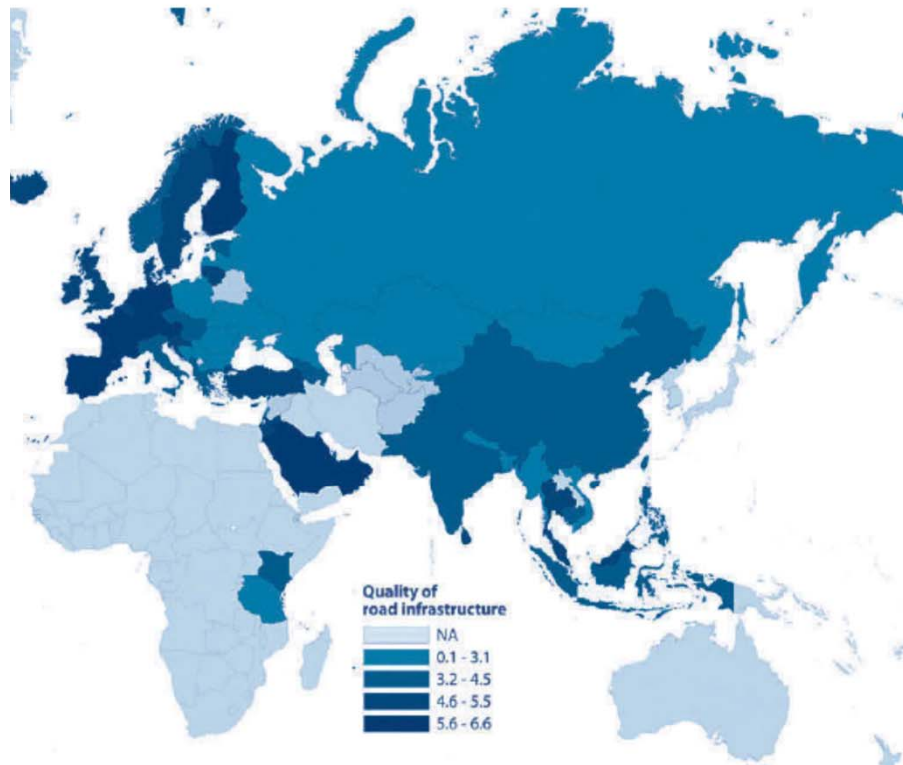 Quality of
road infrastructure
NA
0.1 - 3.1
3.2 - 4.5
4.6 - 5.5
5.6 - 6.6